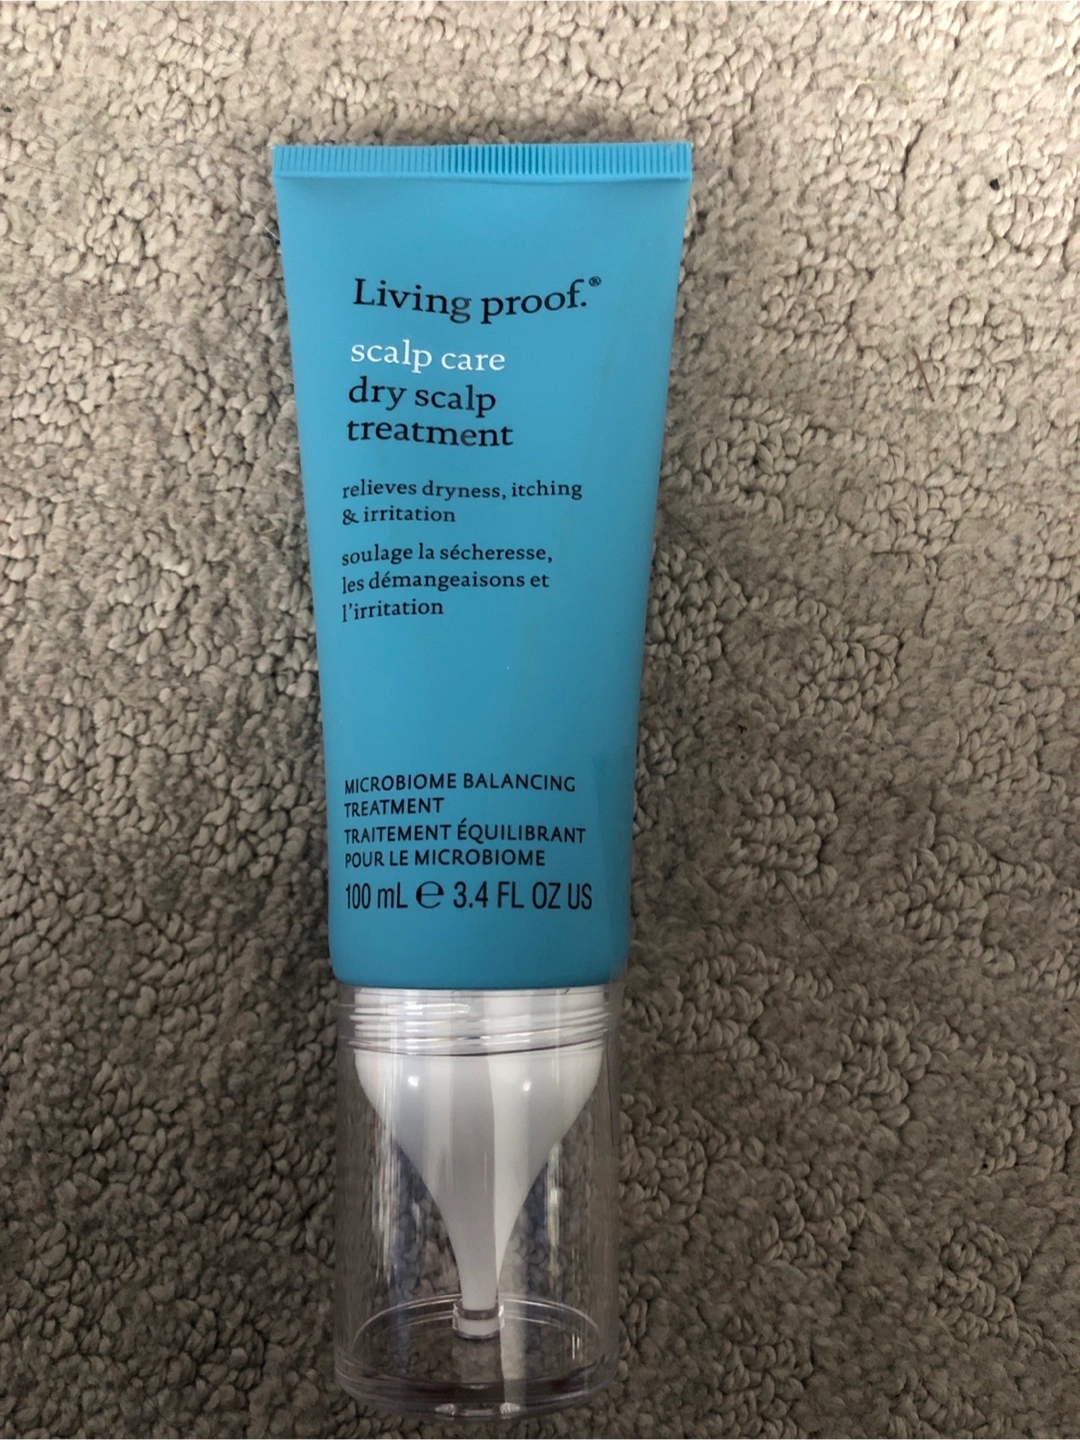 Living proof.®
scalp care
dry scalp
treatment
relieves dryness, itching
& irritation
soulage la sécheresse,
les démangeaisons et
l'irritation
MICROBIOME BALANCING
TREATMENT
TRAITEMENT ÉQUILIBRANT
POUR LE MICROBIOME
100 mL ℮ 3.4 FL OZ US